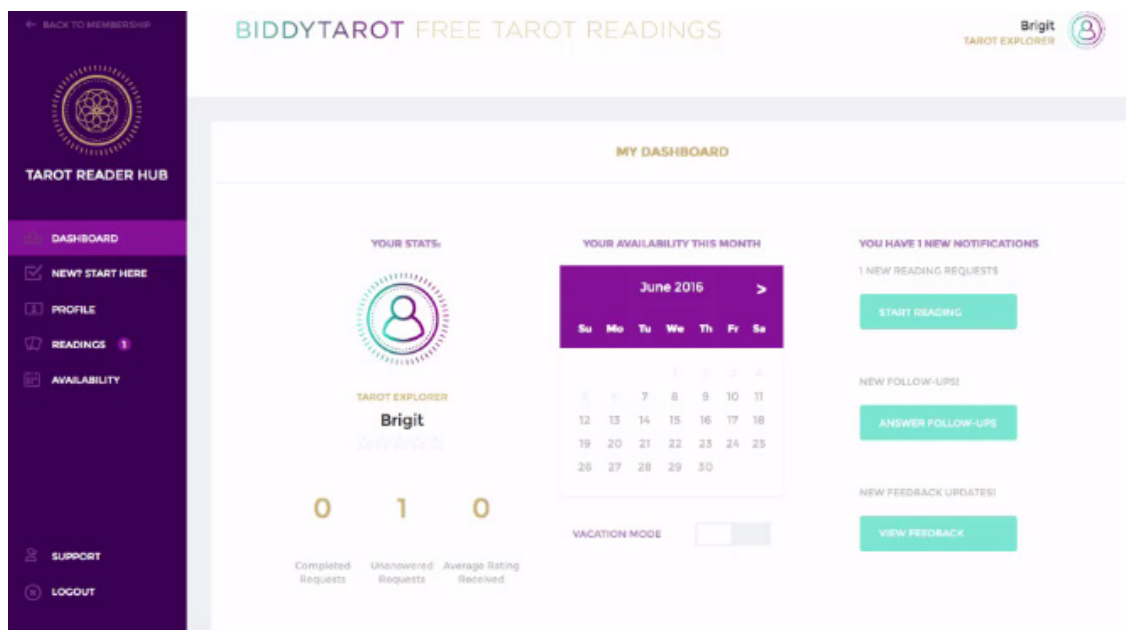 ← BACK TO MEMBERSHIP
BIDDYTAROT FREE TAROT READINGS
Brigit
TAROT EXPLORER
TAROT READER HUB
DASHBOARD
NEW? START HERE
PROFILE
READINGS 1
AVAILABILITY
SUPPORT
LOGOUT
MY DASHBOARD
YOUR STATS:
TAROT EXPLORER
Brigit
0 1 0
Completed Requests
Unanswered Requests
Average Rating Received
YOUR AVAILABILITY THIS MONTH
June 2016 >
Su Mo Tu We Th Fr Sa
1 2 3 4
7 8 9 10 11
12 13 14 15 16 17 18
19 20 21 22 23 24 25
26 27 28 29 30
VACATION MODE
YOU HAVE 1 NEW NOTIFICATIONS
1 NEW READING REQUESTS
START READING
NEW FOLLOW-UPS!
ANSWER FOLLOW-UPS
NEW FEEDBACK UPDATES!
VIEW FEEDBACK